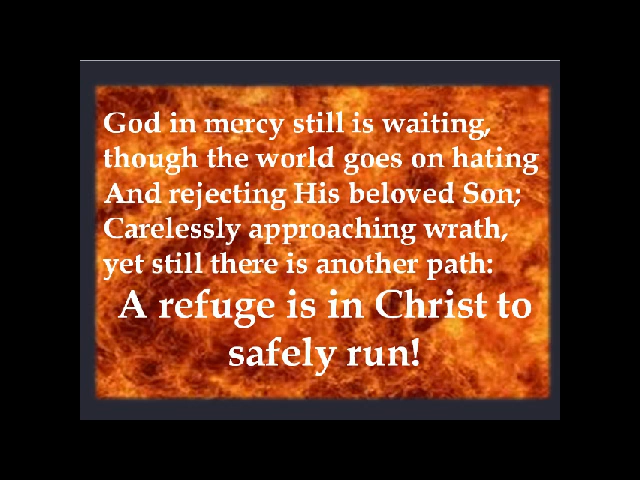 God in mercy still is waiting,
though the world goes on hating
And rejecting His beloved Son;
Carelessly approaching wrath,
yet still there is another path:
A refuge is in Christ to
safely run!